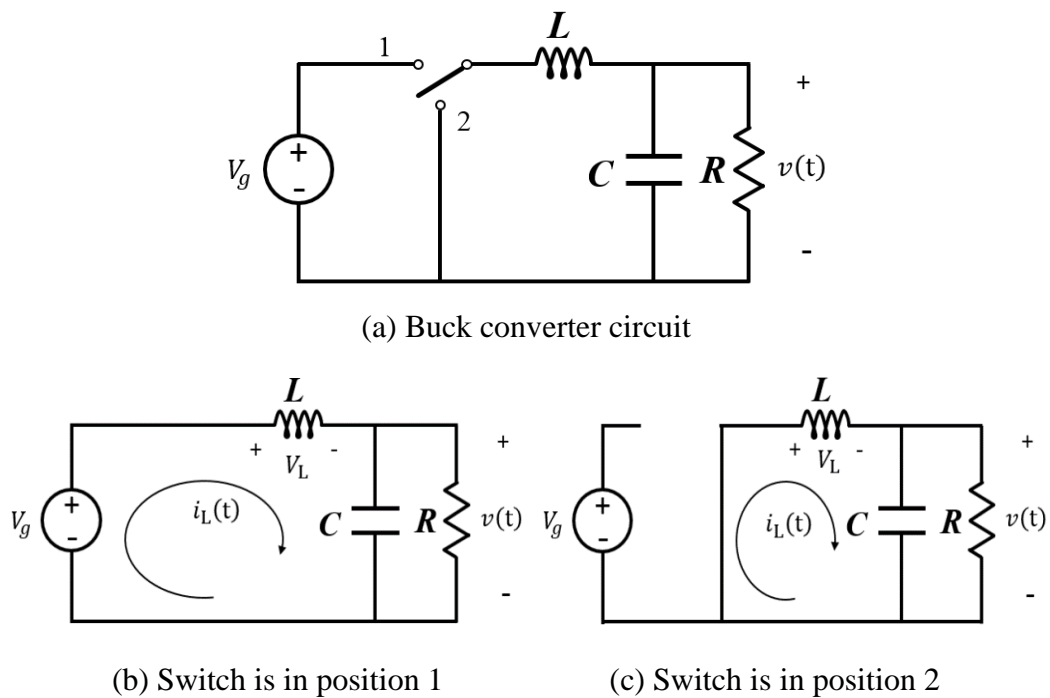 L
1
2
+
+
-
V_g
C
R
v(t)
-
(a) Buck converter circuit
L
+ V_L -
+
+
-
V_g
i_L(t)
C
R
v(t)
-
L
+ V_L -
+
+
-
V_g
i_L(t)
C
R
v(t)
-
(b) Switch is in position 1
(c) Switch is in position 2